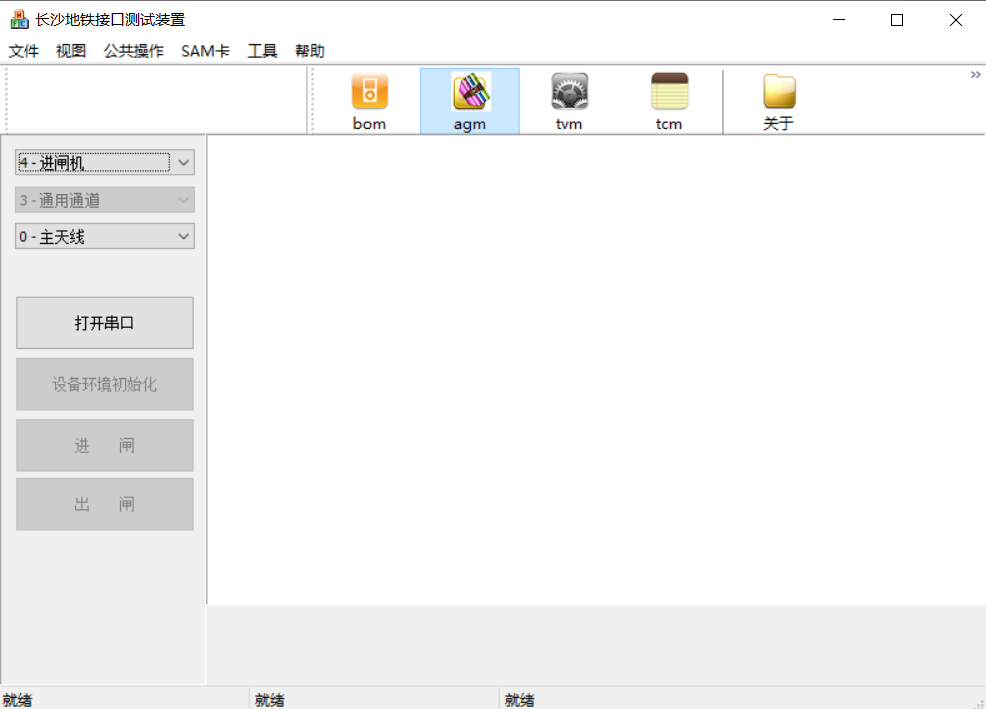 长沙地铁接口测试装置
文件 视图 公共操作 SAM卡 工具 帮助
bom agm tvm tcm 关于
4 - 进闸机
3 - 通用通道
0 - 主天线
打开串口
设备环境初始化
进 闸
出 闸
就绪 就绪 就绪